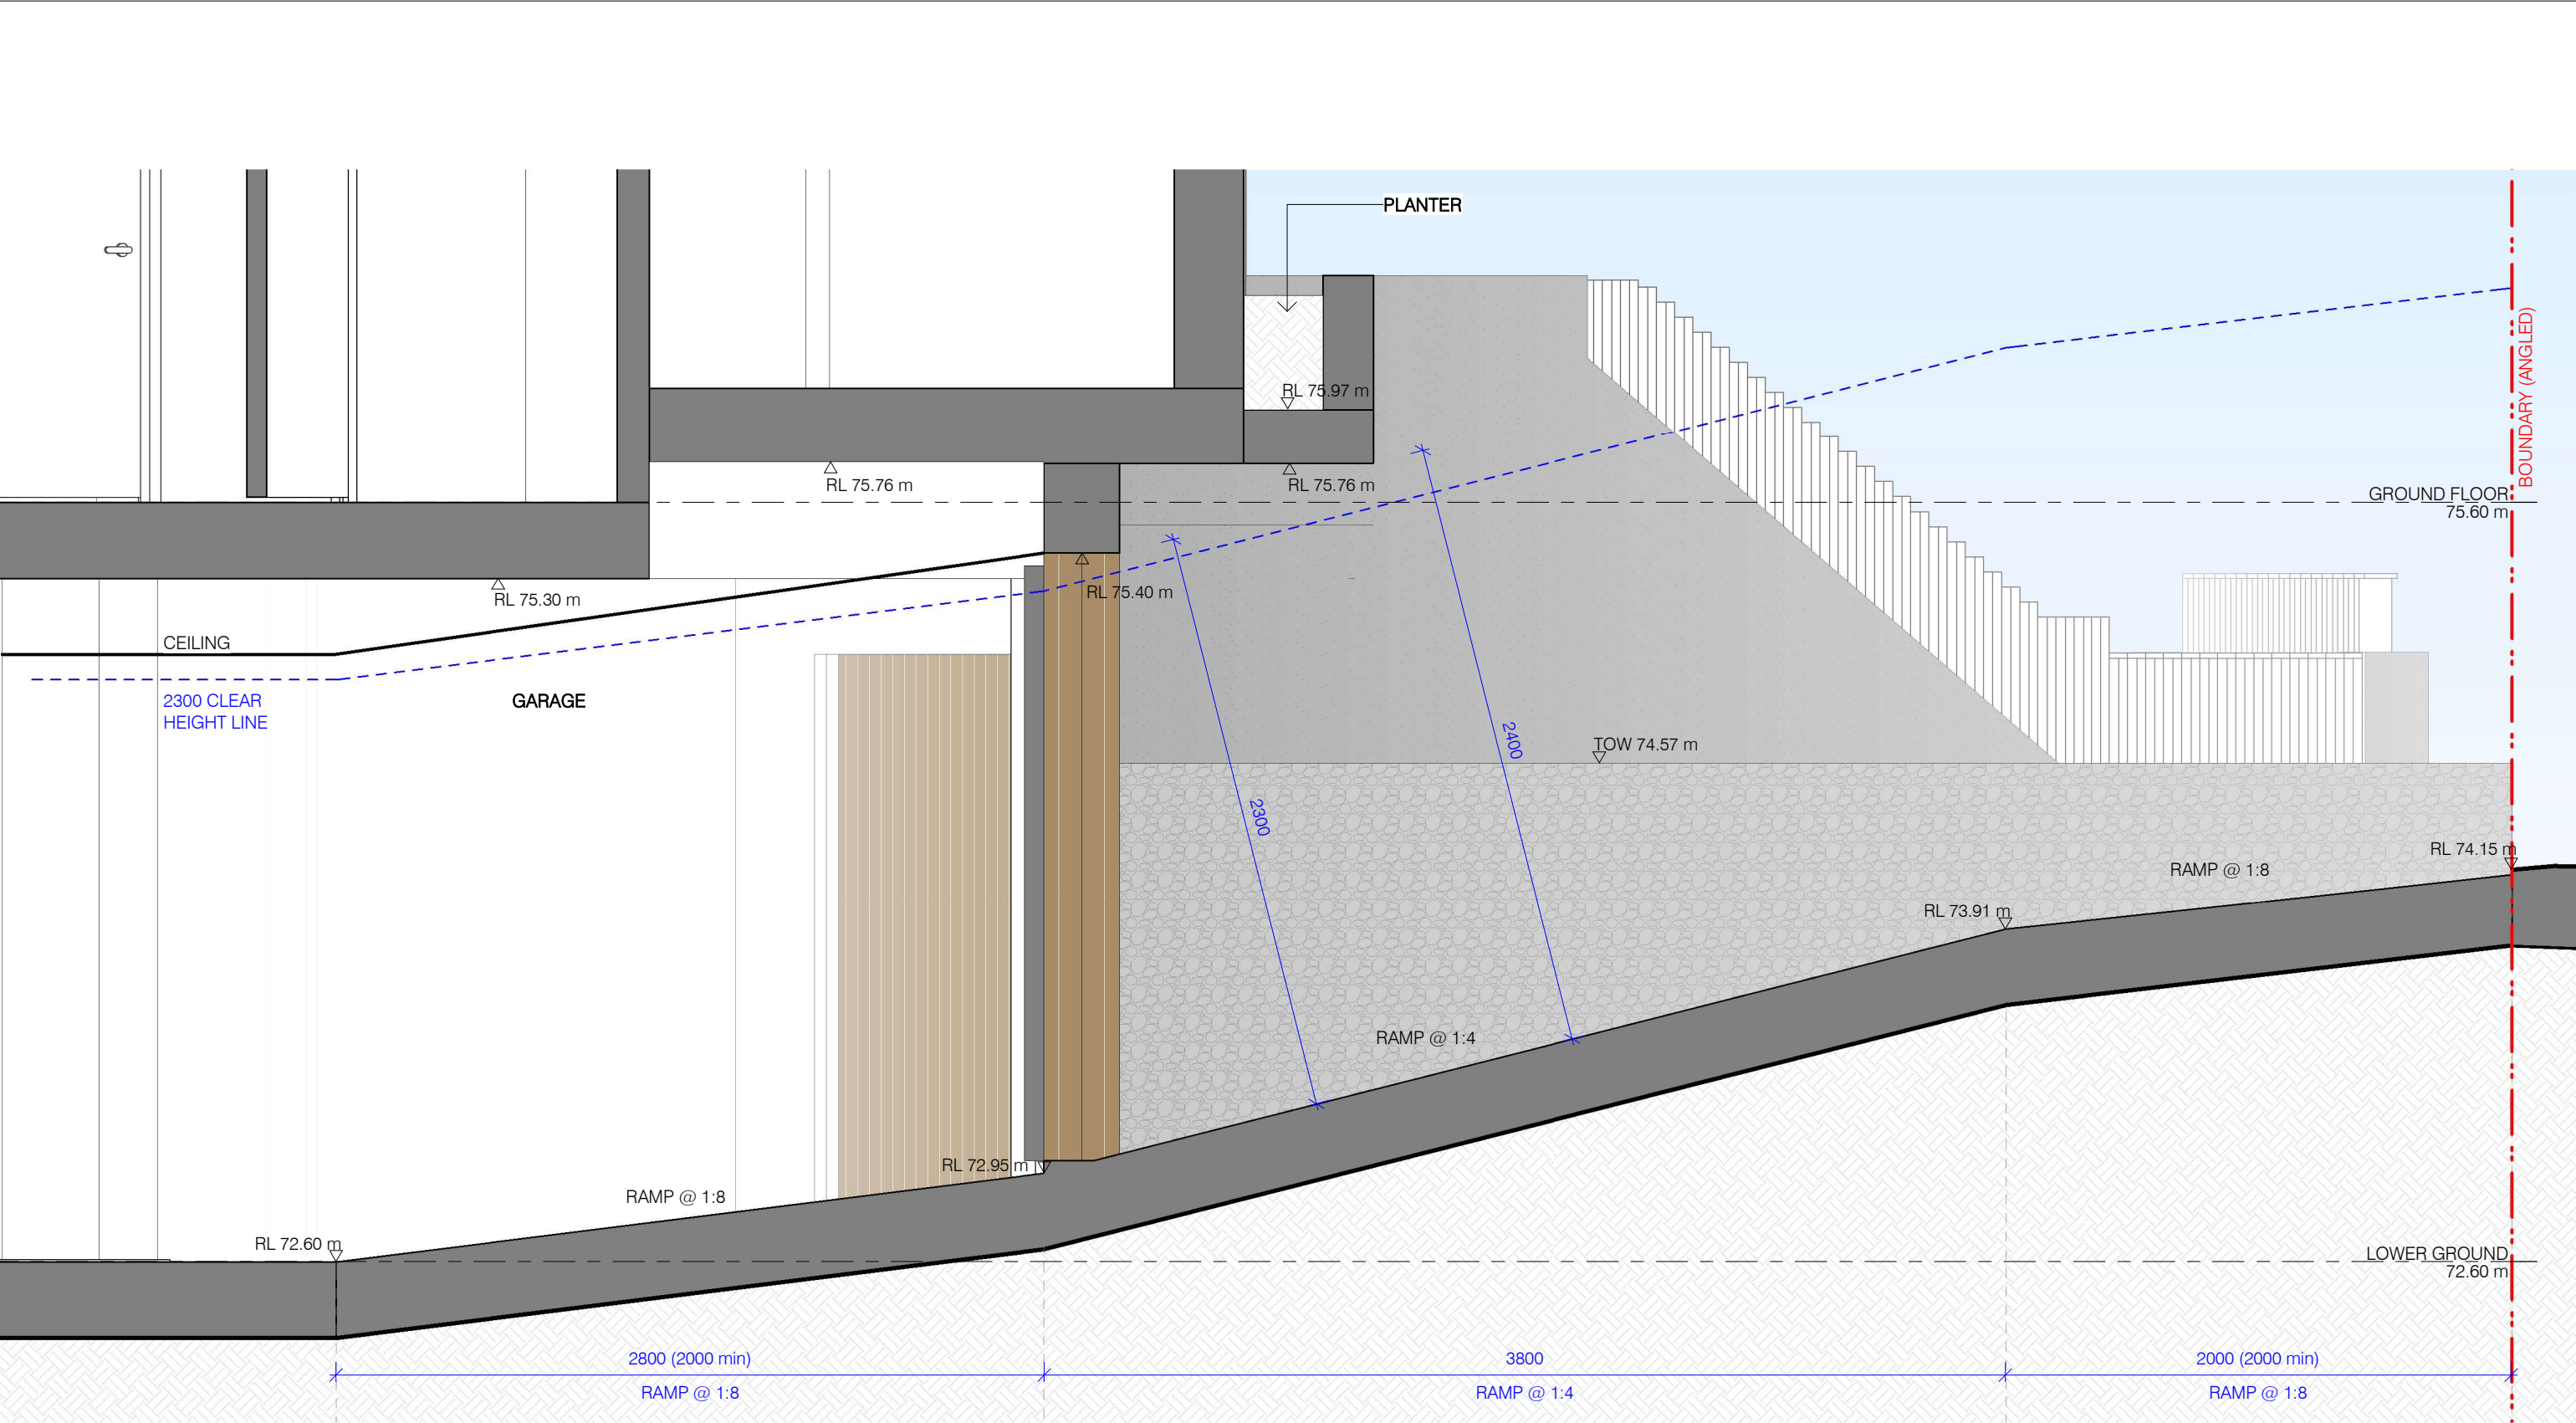 PLANTER
RL 75.97 m
RL 75.76 m
RL 75.76 m
GROUND FLOOR
75.60 m
BOUNDARY (ANGLED)
RL 75.30 m
RL 75.40 m
CEILING
2300 CLEAR
HEIGHT LINE
GARAGE
2400
2300
TOW 74.57 m
RL 74.15 m
RAMP @ 1:8
RL 73.91 m
RAMP @ 1:4
RL 72.95 m
RAMP @ 1:8
RL 72.60 m
LOWER GROUND
72.60 m
2800 (2000 min)
3800
2000 (2000 min)
RAMP @ 1:8
RAMP @ 1:4
RAMP @ 1:8